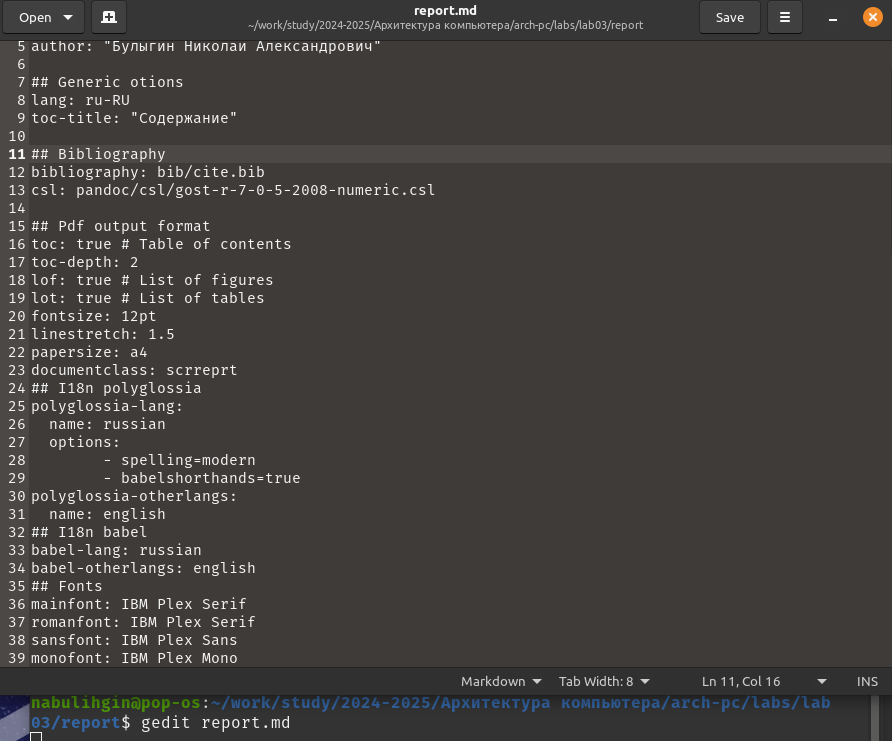 Open
report.md
~/work/study/2024-2025/Архитектура компьютера/arch-pc/labs/lab03/report
Save
5 author: "Булыгин Николай Александрович"
6
7 ## Generic otions
8 lang: ru-RU
9 toc-title: "Содержание"
10
11 ## Bibliography
12 bibliography: bib/cite.bib
13 csl: pandoc/csl/gost-r-7-0-5-2008-numeric.csl
14
15 ## Pdf output format
16 toc: true # Table of contents
17 toc-depth: 2
18 lof: true # List of figures
19 lot: true # List of tables
20 fontsize: 12pt
21 linestretch: 1.5
22 papersize: a4
23 documentclass: scrreprt
24 ## I18n polyglossia
25 polyglossia-lang:
26   name: russian
27   options:
28         - spelling=modern
29         - babelshorthands=true
30 polyglossia-otherlangs:
31   name: english
32 ## I18n babel
33 babel-lang: russian
34 babel-otherlangs: english
35 ## Fonts
36 mainfont: IBM Plex Serif
37 romanfont: IBM Plex Serif
38 sansfont: IBM Plex Sans
39 monofont: IBM Plex Mono
Markdown Tab Width: 8 Ln 11, Col 16 INS
nabulihgin@pop-os:~/work/study/2024-2025/Архитектура компьютера/arch-pc/labs/lab
03/report$ gedit report.md